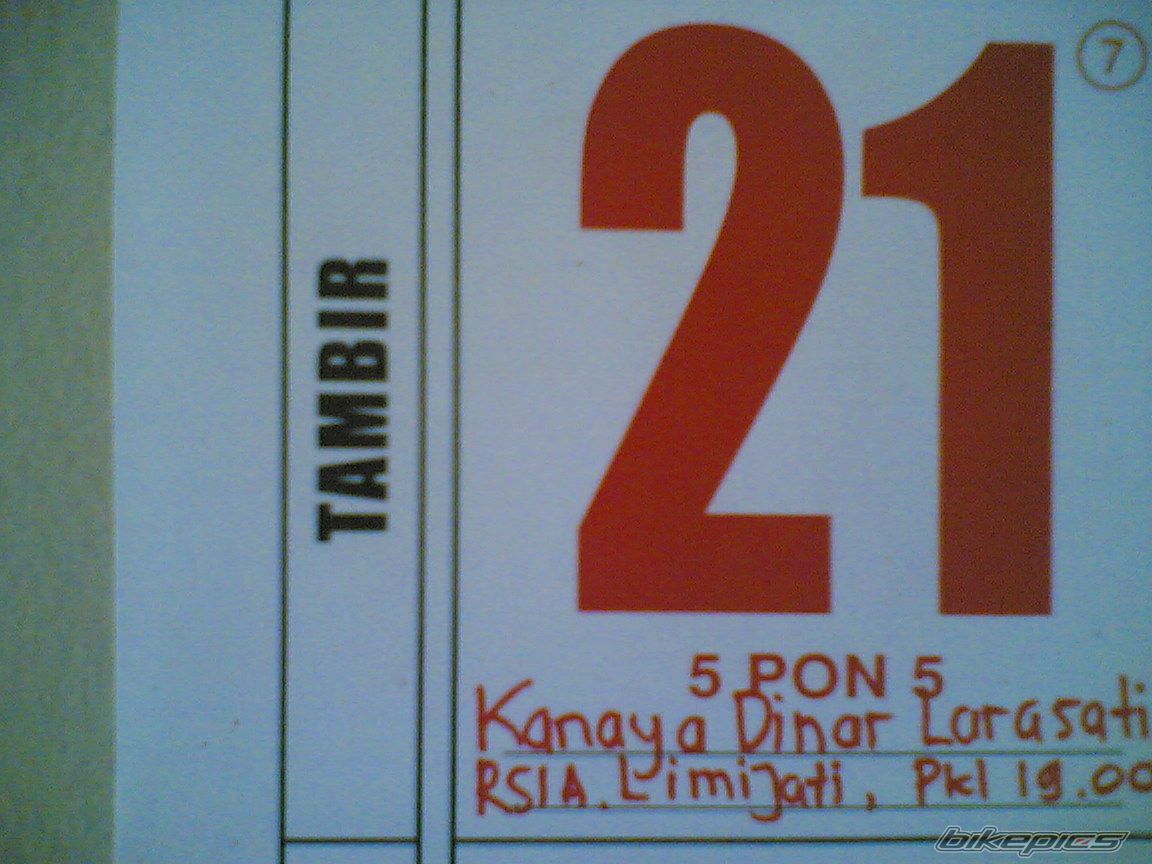 TAMBIR
21
7
5 PON 5
Kanaya Dinar Larasati
RSIA. Limijati, Pkl 19.00
bikepics